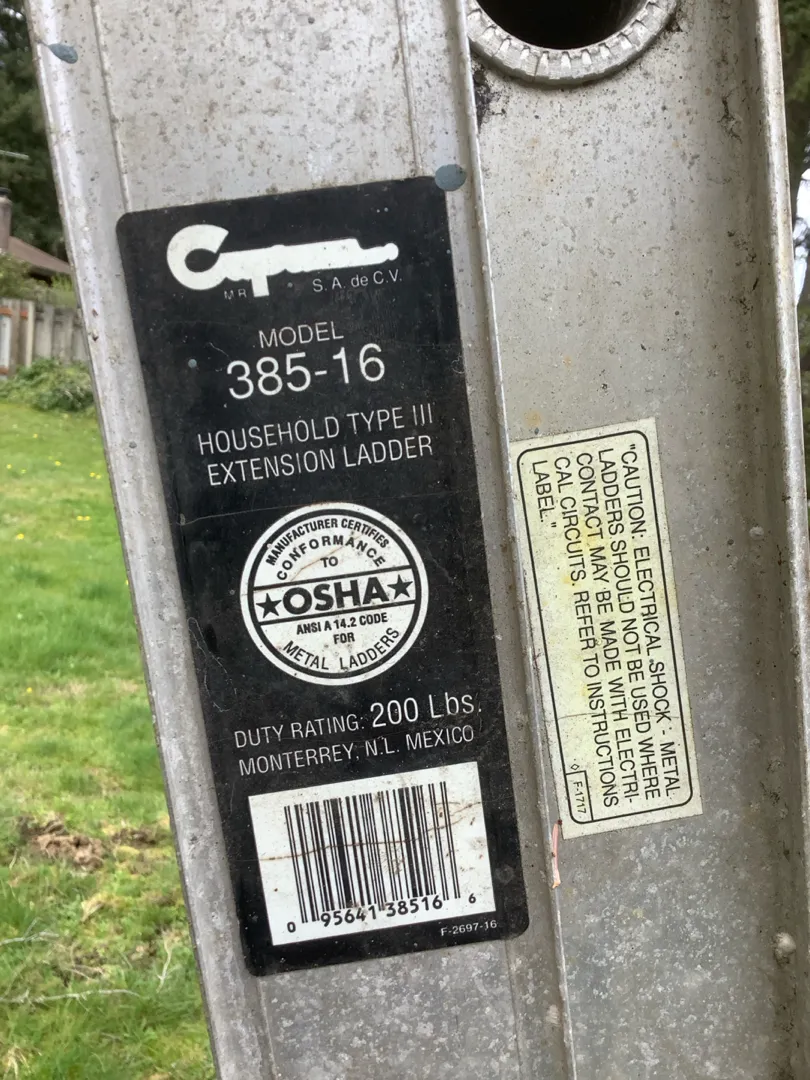 Cuprum
MR S.A. de C.V.
MODEL
385-16
HOUSEHOLD TYPE III
EXTENSION LADDER
MANUFACTURER CERTIFIES
CONFORMANCE
TO
★OSHA★
ANSI A 14.2 CODE
FOR
METAL LADDERS
DUTY RATING: 200 Lbs.
MONTERREY, N.L. MEXICO
0 95641 38516 6
F-2697-16
"CAUTION: ELECTRICAL SHOCK - METAL
LADDERS SHOULD NOT BE USED WHERE
CONTACT MAY BE MADE WITH ELECTRI-
CAL CIRCUITS. REFER TO INSTRUCTIONS
LABEL."
F-1717